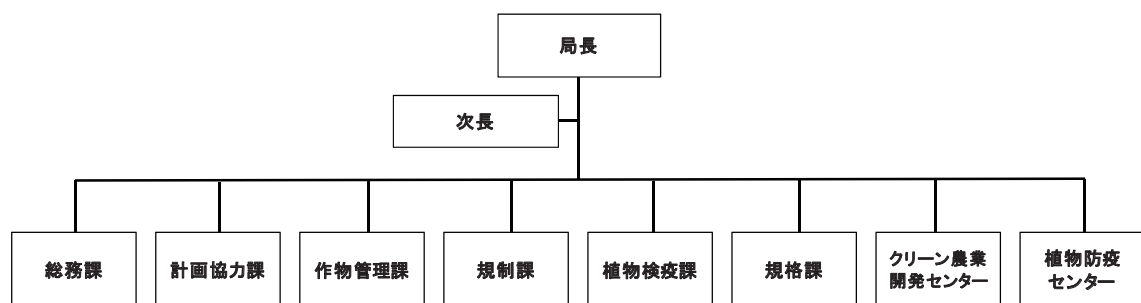 局長
次長
総務課
計画協力課
作物管理課
規制課
植物検疫課
規格課
クリーン農業
開発センター
植物防疫
センター